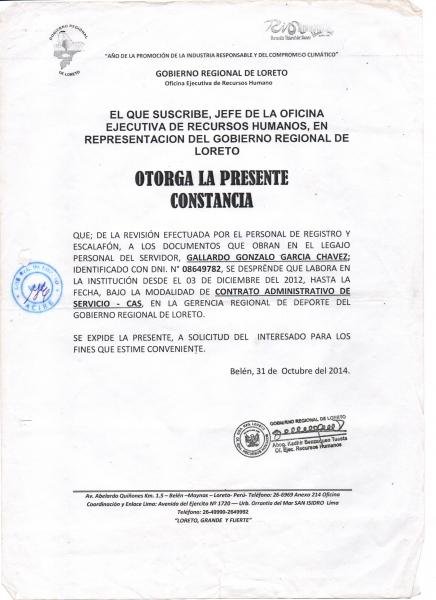 GOBIERNO REGIONAL
DE LORETO
"AÑO DE LA PROMOCIÓN DE LA INDUSTRIA RESPONSABLE Y DEL COMPROMISO CLIMÁTICO"
GOBIERNO REGIONAL DE LORETO
Oficina Ejecutiva de Recursos Humano
EL QUE SUSCRIBE, JEFE DE LA OFICINA
EJECUTIVA DE RECURSOS HUMANOS, EN
REPRESENTACION DEL GOBIERNO REGIONAL DE
LORETO
OTORGA LA PRESENTE
CONSTANCIA
QUE; DE LA REVISIÓN EFECTUADA POR EL PERSONAL DE REGISTRO Y
ESCALAFÓN, A LOS DOCUMENTOS QUE OBRAN EN EL LEGAJO
PERSONAL DEL SERVIDOR, GALLARDO GONZALO GARCIA CHAVEZ;
IDENTIFICADO CON DNI. N° 08649782, SE DESPRÉNDE QUE LABORA EN
LA INSTITUCIÓN DESDE EL 03 DE DICIEMBRE DEL 2012, HASTA LA
FECHA, BAJO LA MODALIDAD DE CONTRATO ADMINISTRATIVO DE
SERVICIO - CAS, EN LA GERENCIA REGIONAL DE DEPORTE DEL
GOBIERNO REGIONAL DE LORETO.
SE EXPIDE LA PRESENTE, A SOLICITUD DEL INTERESADO PARA LOS
FINES QUE ESTIME CONVENIENTE.
Belén, 31 de Octubre del 2014.
GOBIERNO REGIONAL DE LORETO
Of. Ejec. Recursos Humanos
Av. Abelardo Quiñones Km. 1.5 – Belén –Maynas – Loreto- Perú- Teléfono: 26-6969 Anexo 214 Oficina
Coordinación y Enlace Lima: Avenida del Ejercito Nº 1720 –– Urb. Orrantia del Mar SAN ISIDRO Lima
Teléfono: 26-40990-2649992
"LORETO, GRANDE Y FUERTE"